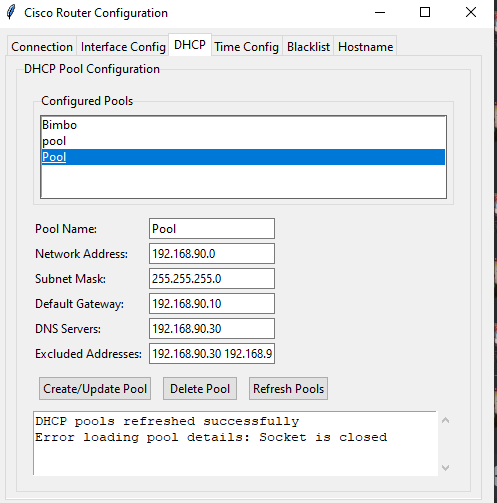 Cisco Router Configuration
Connection Interface Config DHCP Time Config Blacklist Hostname
DHCP Pool Configuration
Configured Pools
Bimbo
pool
Pool
Pool Name: Pool
Network Address: 192.168.90.0
Subnet Mask: 255.255.255.0
Default Gateway: 192.168.90.10
DNS Servers: 192.168.90.30
Excluded Addresses: 192.168.90.30 192.168.9
Create/Update Pool Delete Pool Refresh Pools
DHCP pools refreshed successfully
Error loading pool details: Socket is closed